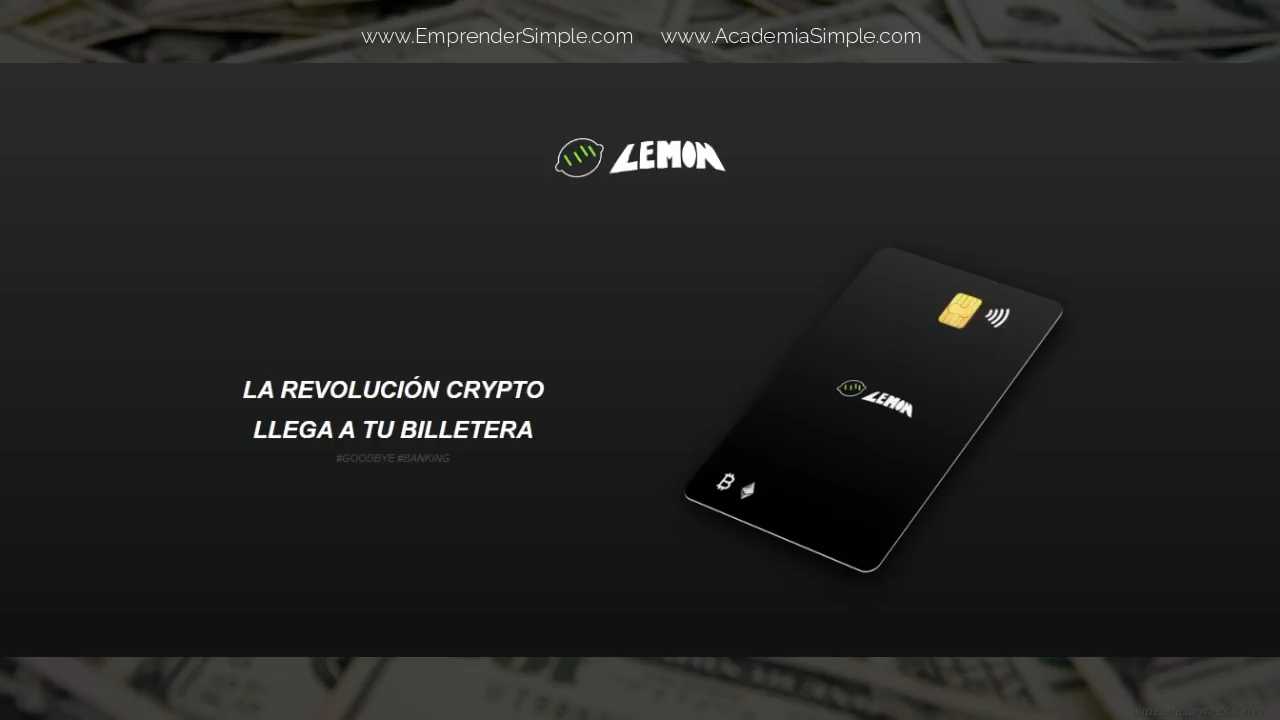 www.EmprenderSimple.com www.AcademiaSimple.com
LEMON
LEMON
LA REVOLUCIÓN CRYPTO
LLEGA A TU BILLETERA
#GOODBYE #BANKING